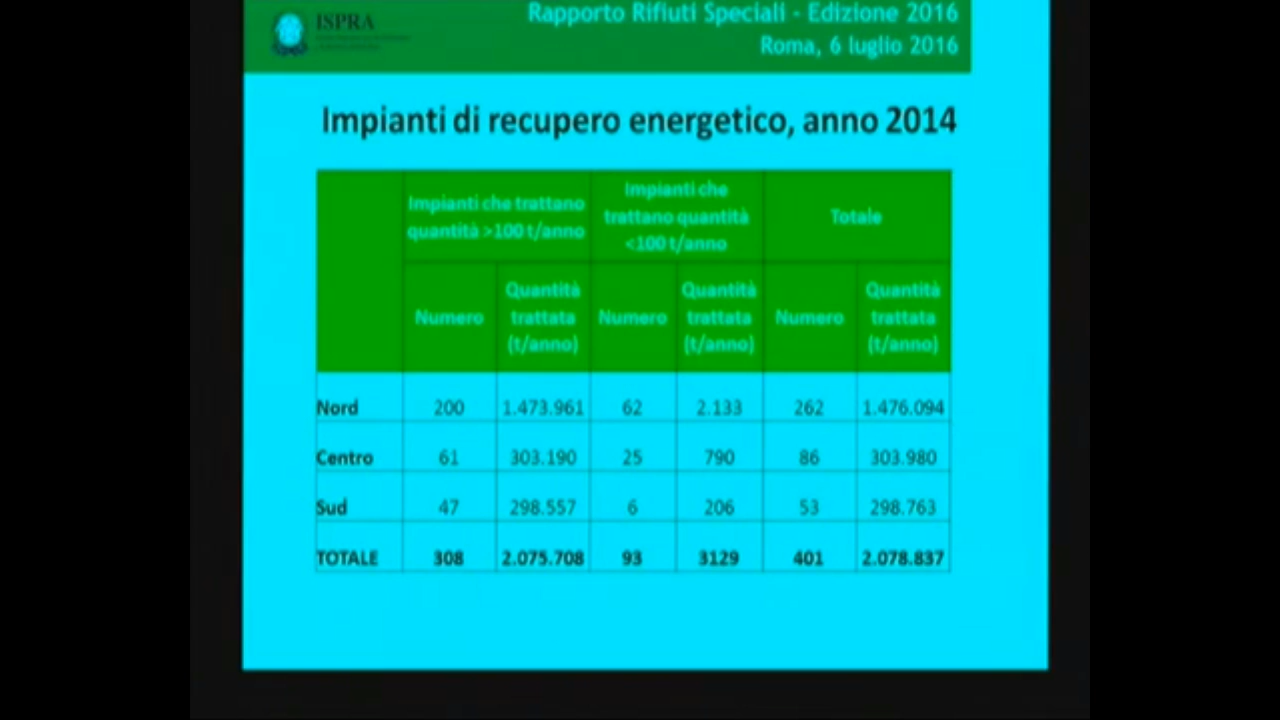 ISPRA
Rapporto Rifiuti Speciali - Edizione 2016
Roma, 6 luglio 2016
Impianti di recupero energetico, anno 2014
Impianti che trattano
quantità >100 t/anno
Impianti che
trattano quantità
<100 t/anno
Totale
Numero
Quantità
trattata
(t/anno)
Numero
Quantità
trattata
(t/anno)
Numero
Quantità
trattata
(t/anno)
Nord 200 1.473.961 62 2.133 262 1.476.094
Centro 61 303.190 25 790 86 303.980
Sud 47 298.557 6 206 53 298.763
TOTALE 308 2.075.708 93 3129 401 2.078.837